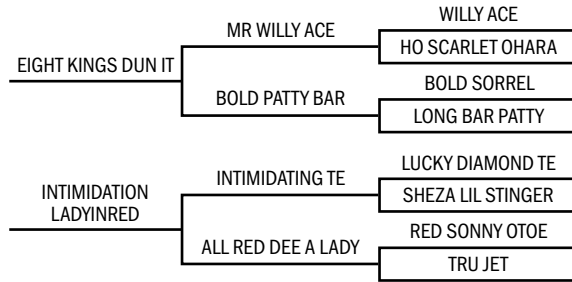 WILLY ACE
MR WILLY ACE
HO SCARLET OHARA
EIGHT KINGS DUN IT
BOLD SORREL
BOLD PATTY BAR
LONG BAR PATTY
LUCKY DIAMOND TE
INTIMIDATING TE
SHEZA LIL STINGER
INTIMIDATION
LADYINRED
RED SONNY OTOE
ALL RED DEE A LADY
TRU JET